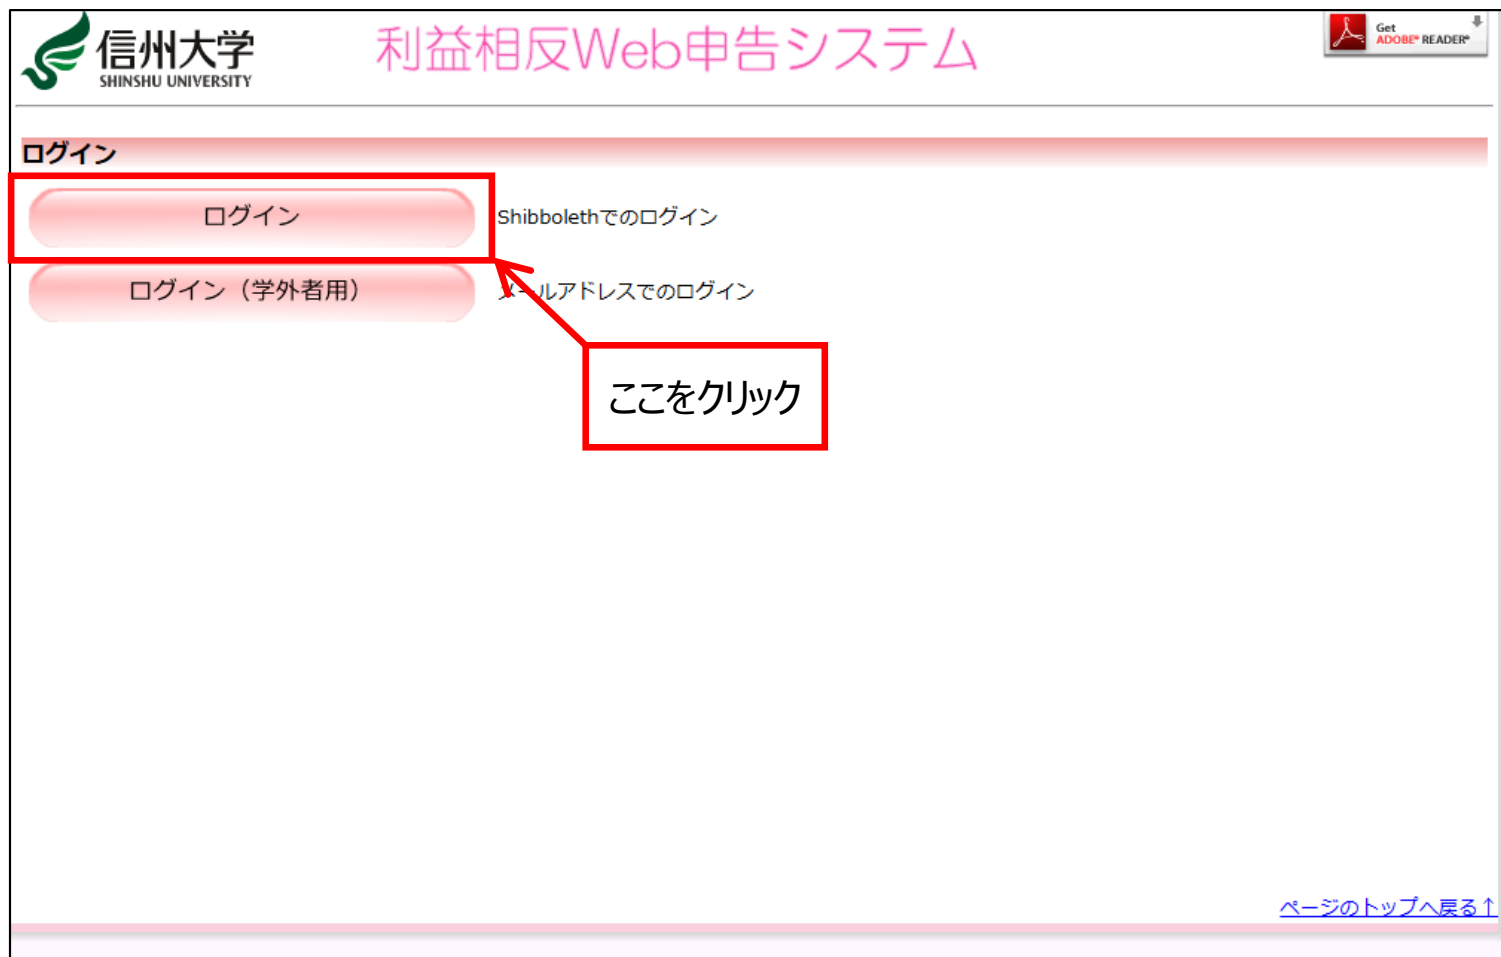 信州大学
SHINSHU UNIVERSITY
利益相反Web申告システム
Get
ADOBE® READER®
ログイン
ログイン
Shibbolethでのログイン
ログイン（学外者用）
メールアドレスでのログイン
ここをクリック
ページのトップへ戻る↑